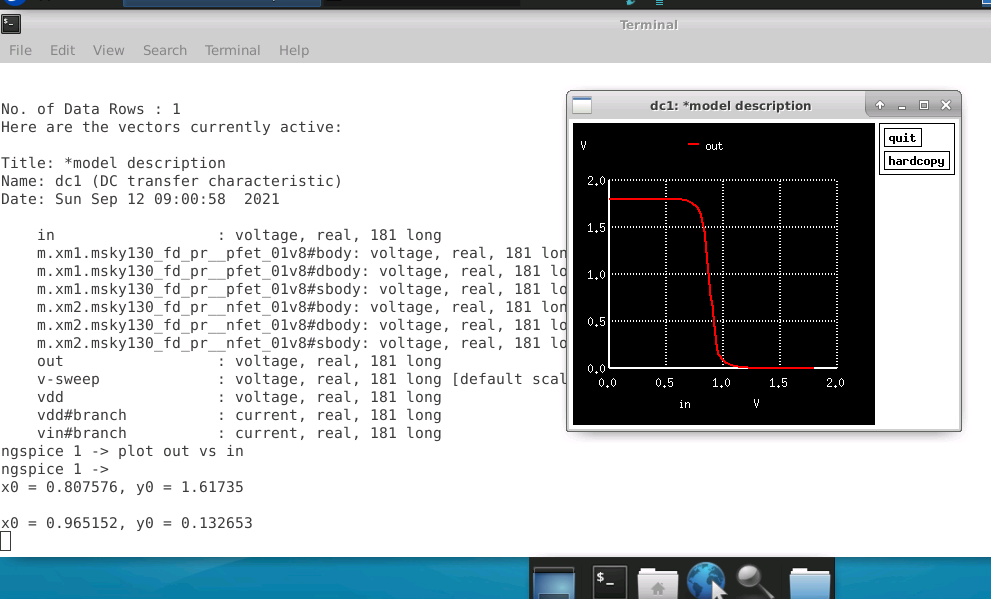 Terminal
File Edit View Search Terminal Help
No. of Data Rows : 1
Here are the vectors currently active:
Title: *model description
Name: dc1 (DC transfer characteristic)
Date: Sun Sep 12 09:00:58  2021
in : voltage, real, 181 long
m.xm1.msky130_fd_pr__pfet_01v8#body: voltage, real, 181 lon
m.xm1.msky130_fd_pr__pfet_01v8#dbody: voltage, real, 181 lo
m.xm1.msky130_fd_pr__pfet_01v8#sbody: voltage, real, 181 lo
m.xm2.msky130_fd_pr__nfet_01v8#body: voltage, real, 181 lon
m.xm2.msky130_fd_pr__nfet_01v8#dbody: voltage, real, 181 lo
m.xm2.msky130_fd_pr__nfet_01v8#sbody: voltage, real, 181 lo
out : voltage, real, 181 long
v-sweep : voltage, real, 181 long [default scal
vdd : voltage, real, 181 long
vdd#branch : current, real, 181 long
vin#branch : current, real, 181 long
ngspice 1 -> plot out vs in
ngspice 1 ->
x0 = 0.807576, y0 = 1.61735
x0 = 0.965152, y0 = 0.132653
dc1: *model description
quit
hardcopy
V
out
2.0
1.5
1.0
0.5
0.0
0.0 0.5 1.0 1.5 2.0
in V
$_
$_